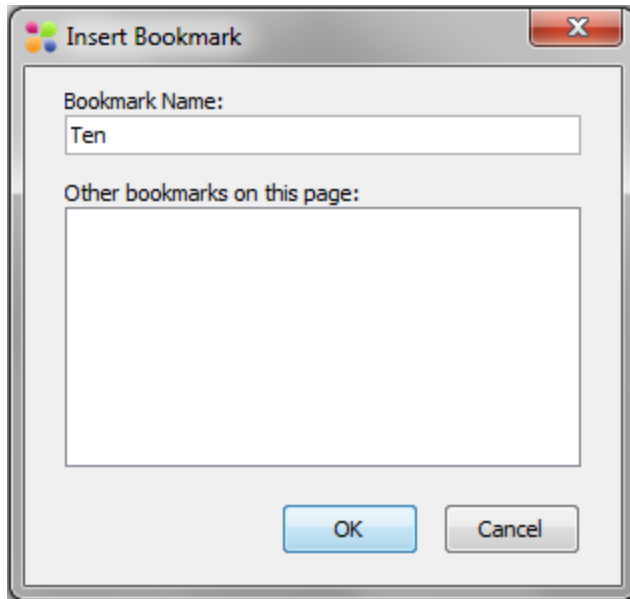 Insert Bookmark
Bookmark Name:
Ten
Other bookmarks on this page:
OK
Cancel